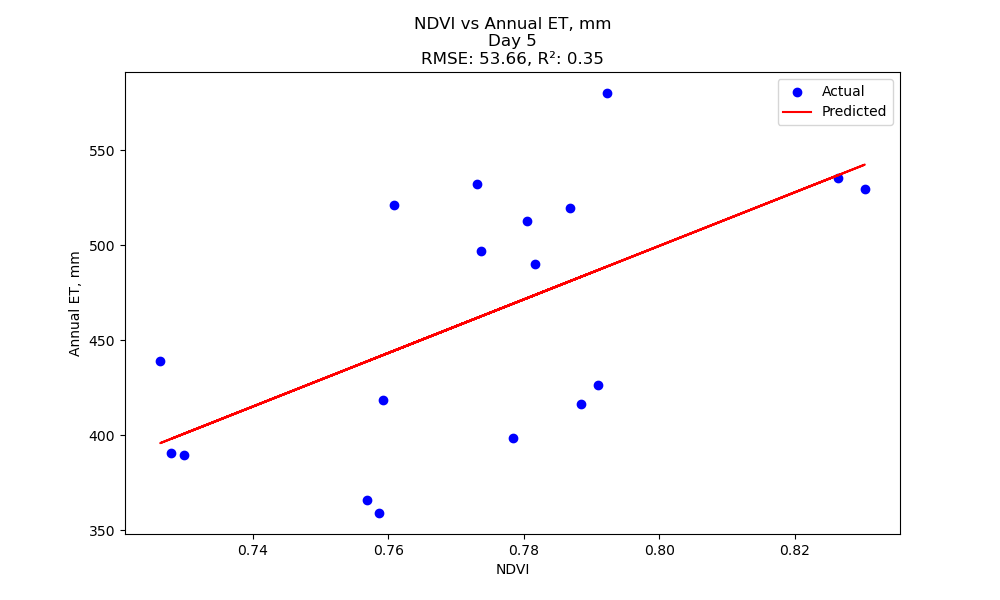 NDVI vs Annual ET, mm
Day 5
RMSE: 53.66, R²: 0.35
Actual
Predicted
550
500
450
400
350
Annual ET, mm
0.74 0.76 0.78 0.80 0.82
NDVI